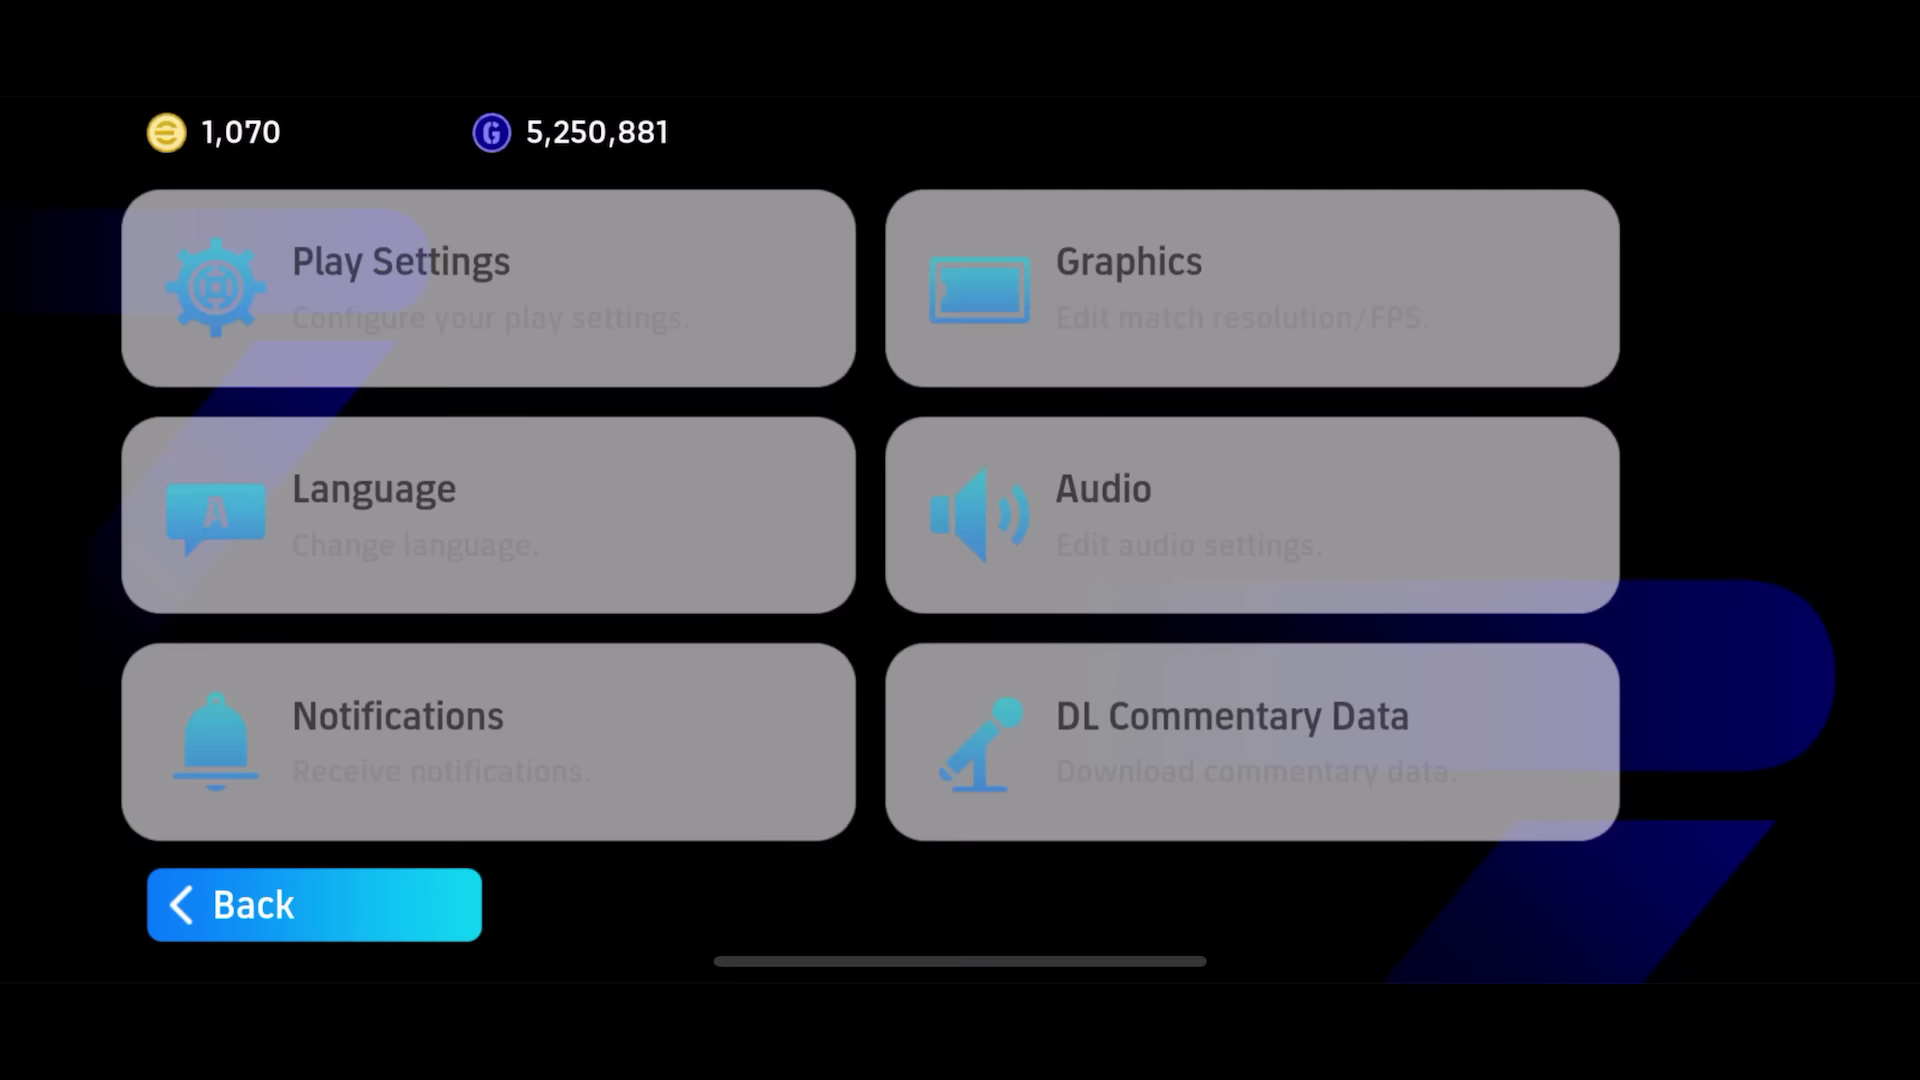 1,070
5,250,881
Play Settings
Configure your play settings.
Graphics
Edit match resolution/FPS.
Language
Change language.
Audio
Edit audio settings.
Notifications
Receive notifications.
DL Commentary Data
Download commentary data.
Back